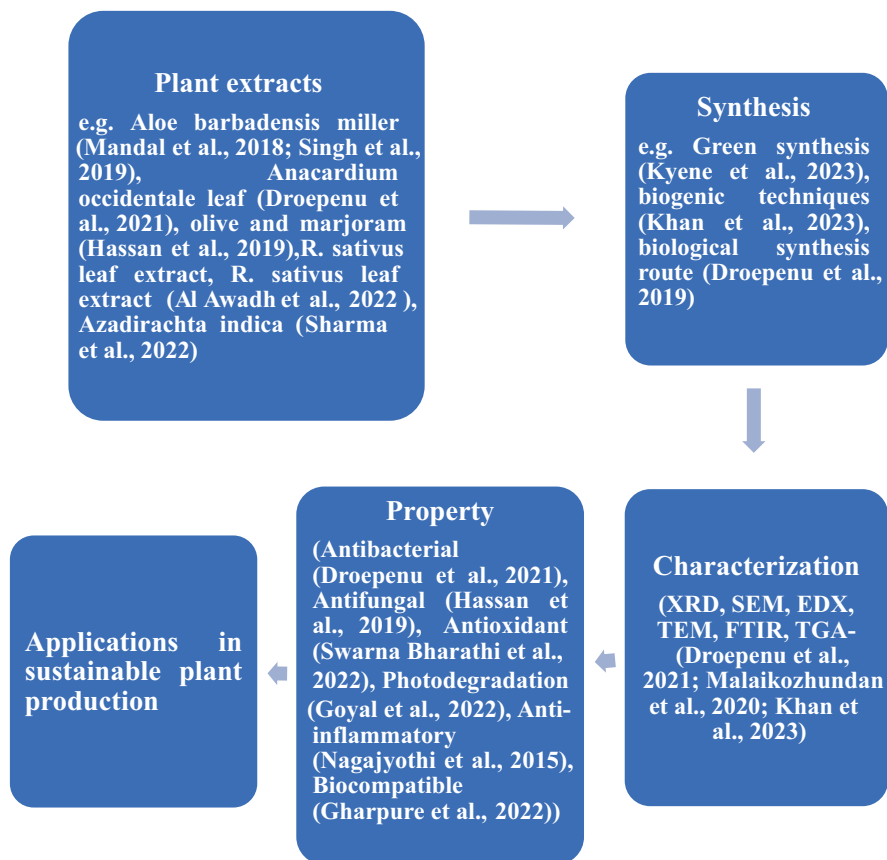 Plant extracts
e.g. Aloe barbadensis miller
(Mandal et al., 2018; Singh et al.,
2019), Anacardium
occidentale leaf (Droepenu et
al., 2021), olive and marjoram
(Hassan et al., 2019),R. sativus
leaf extract, R. sativus leaf
extract (Al Awadh et al., 2022 ),
Azadirachta indica (Sharma
et al., 2022)
Synthesis
e.g. Green synthesis
(Kyene et al., 2023),
biogenic techniques
(Khan et al., 2023),
biological synthesis
route (Droepenu et al.,
2019)
Characterization
(XRD, SEM, EDX,
TEM, FTIR, TGA-
(Droepenu et al.,
2021; Malaikozhundan
et al., 2020; Khan et
al., 2023)
Property
(Antibacterial
(Droepenu et al., 2021),
Antifungal (Hassan et
al., 2019), Antioxidant
(Swarna Bharathi et al.,
2022), Photodegradation
(Goyal et al., 2022), Anti-
inflammatory
(Nagajyothi et al., 2015),
Biocompatible
(Gharpure et al., 2022))
Applications in
sustainable plant
production